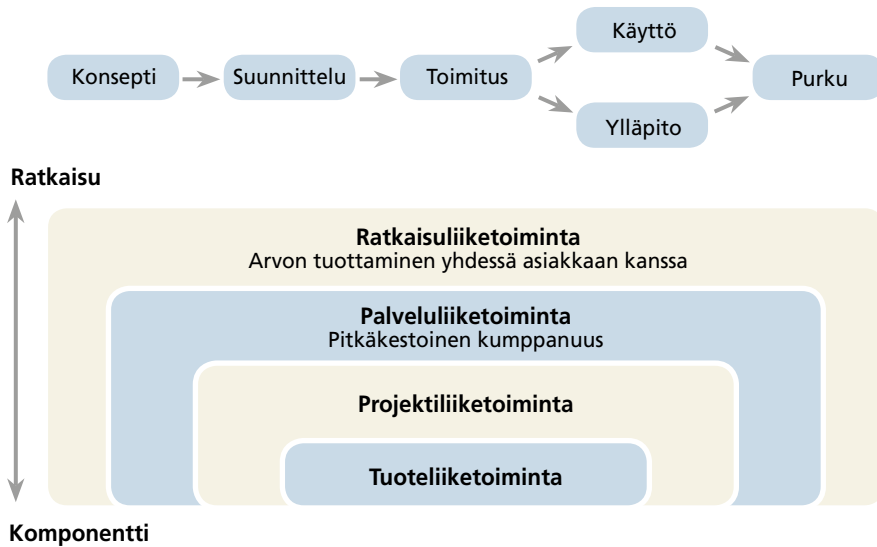 Konsepti
Suunnittelu
Toimitus
Käyttö
Ylläpito
Purku
Ratkaisu
Ratkaisuliiketoiminta
Arvon tuottaminen yhdessä asiakkaan kanssa
Palveluliiketoiminta
Pitkäkestoinen kumppanuus
Projektiliiketoiminta
Tuoteliiketoiminta
Komponentti